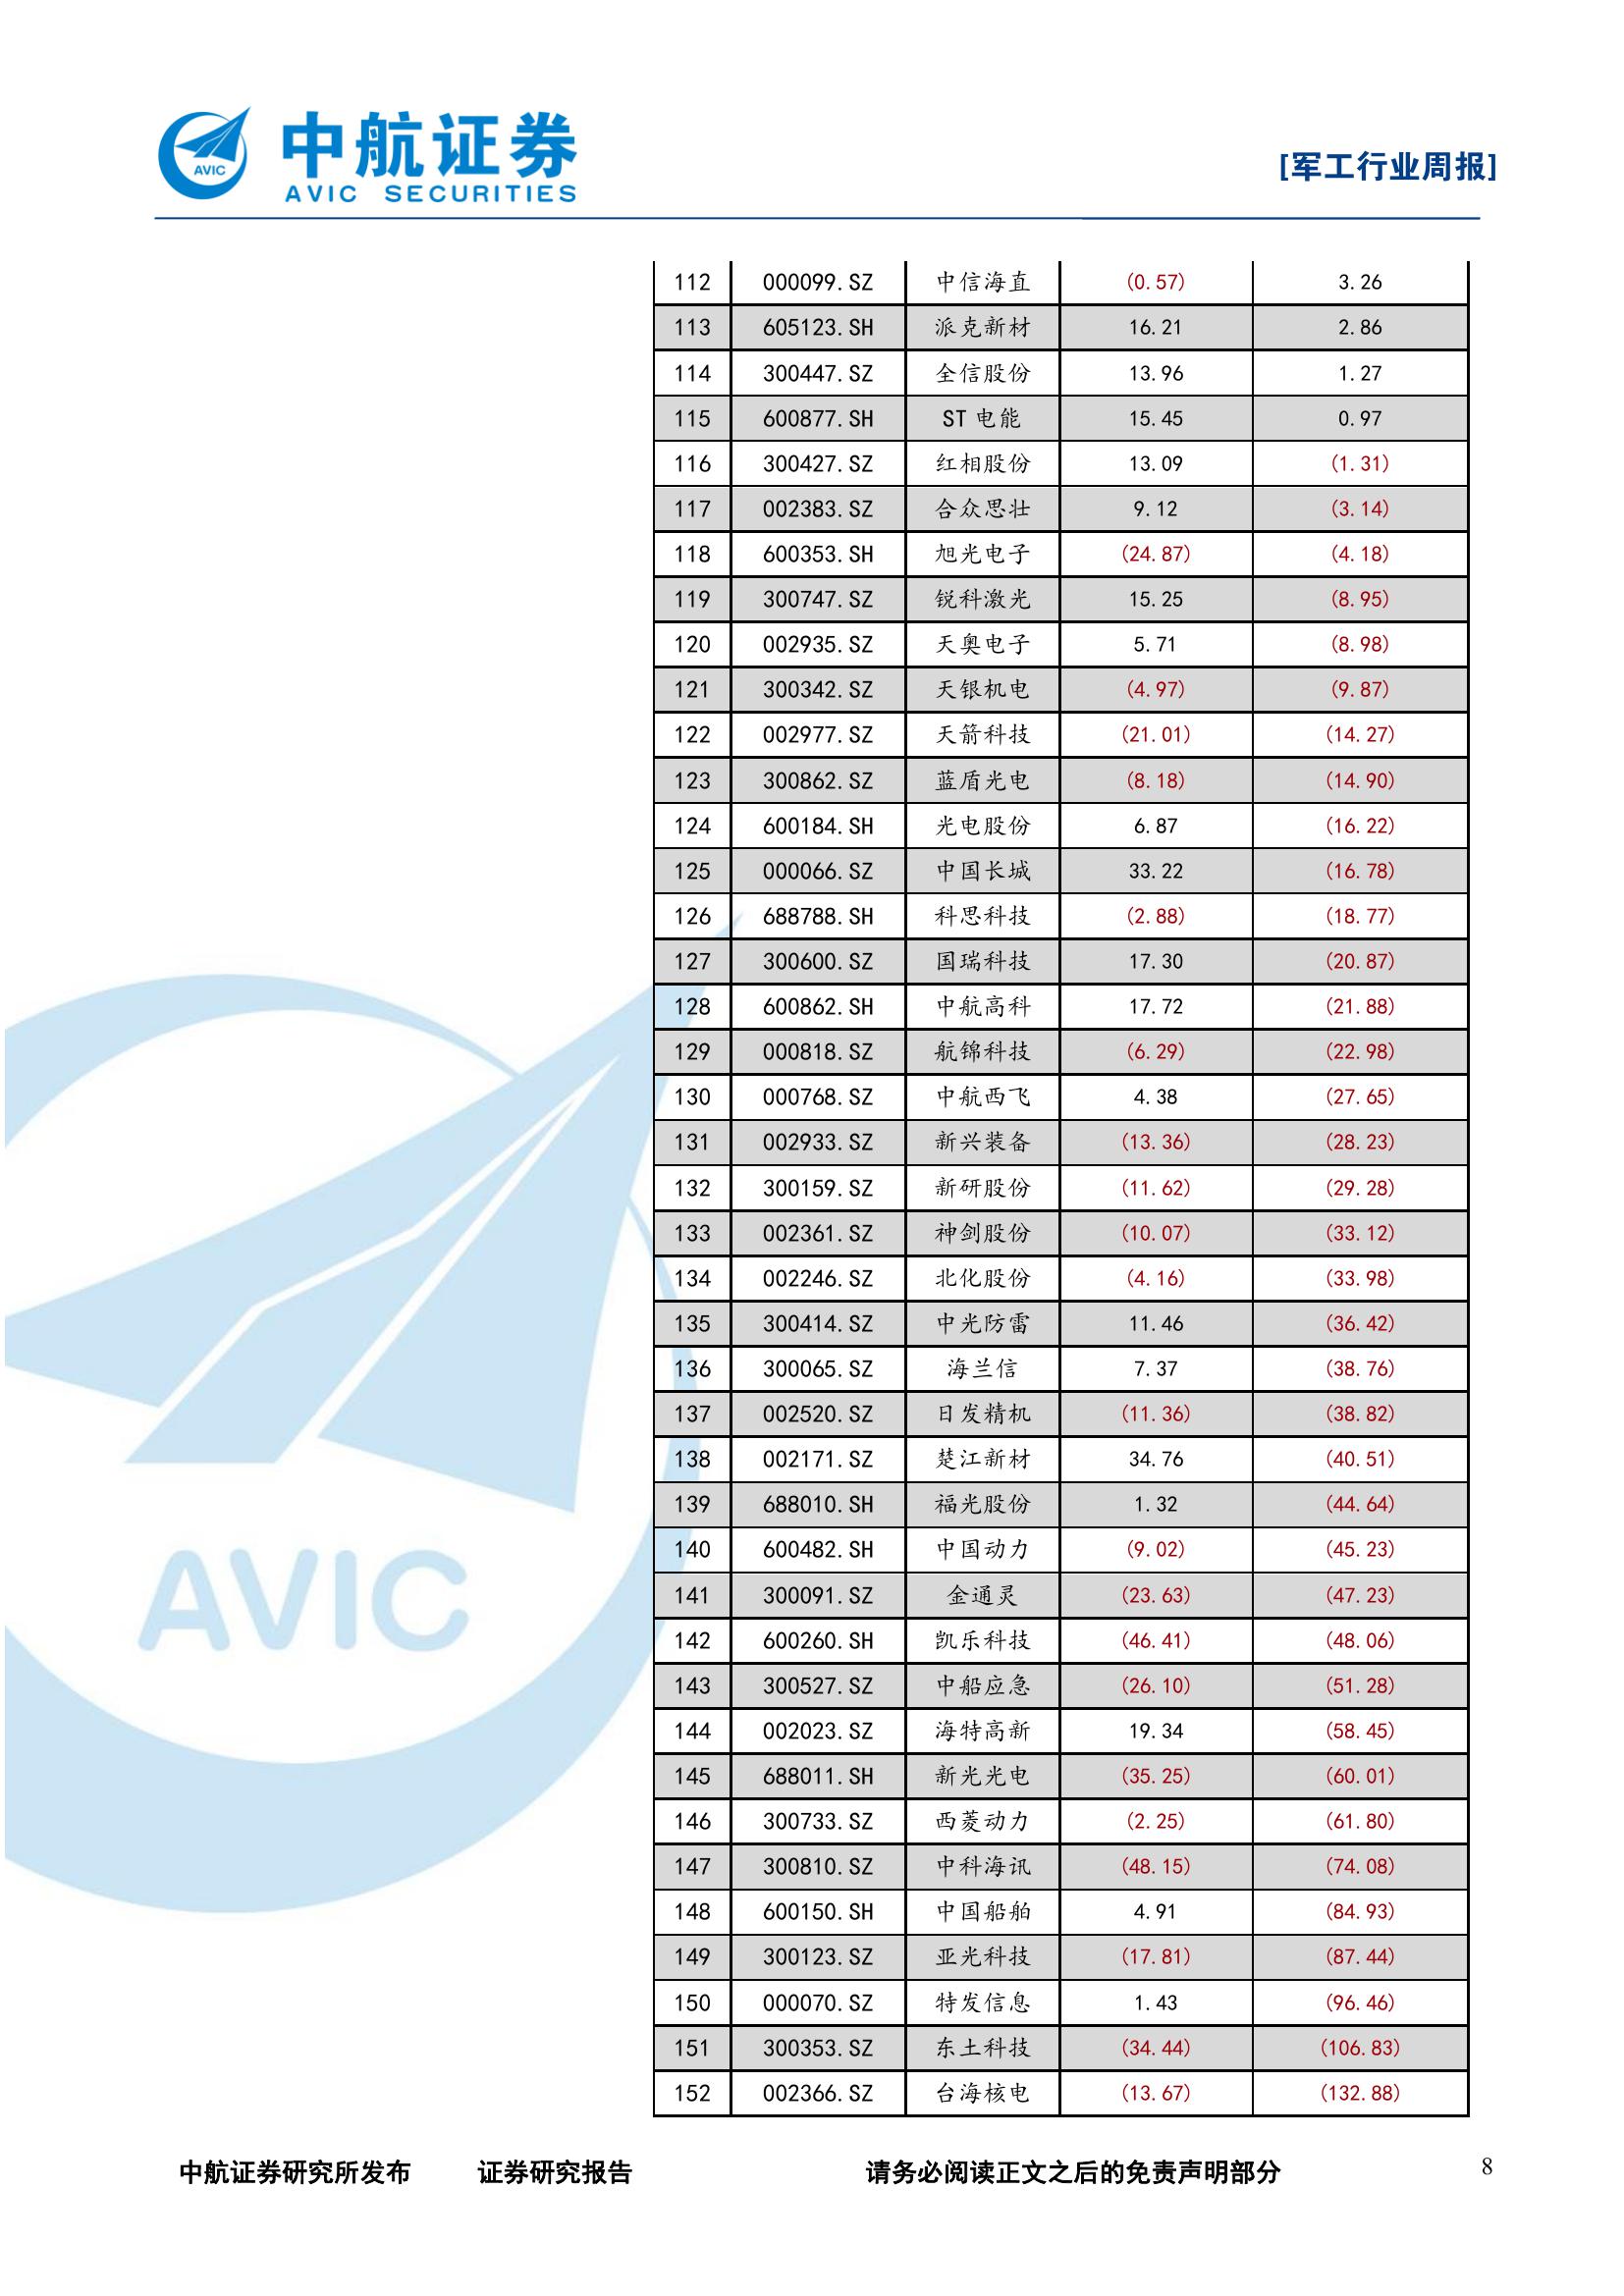 AVIC
中航证券
AVIC SECURITIES
[军工行业周报]
112 000099.SZ 中信海直 (0.57) 3.26
113 605123.SH 派克新材 16.21 2.86
114 300447.SZ 全信股份 13.96 1.27
115 600877.SH ST电能 15.45 0.97
116 300427.SZ 红相股份 13.09 (1.31)
117 002383.SZ 合众思壮 9.12 (3.14)
118 600353.SH 旭光电子 (24.87) (4.18)
119 300747.SZ 锐科激光 15.25 (8.95)
120 002935.SZ 天奥电子 5.71 (8.98)
121 300342.SZ 天银机电 (4.97) (9.87)
122 002977.SZ 天箭科技 (21.01) (14.27)
123 300862.SZ 蓝盾光电 (8.18) (14.90)
124 600184.SH 光电股份 6.87 (16.22)
125 000066.SZ 中国长城 33.22 (16.78)
126 688788.SH 科思科技 (2.88) (18.77)
127 300600.SZ 国瑞科技 17.30 (20.87)
128 600862.SH 中航高科 17.72 (21.88)
129 000818.SZ 航锦科技 (6.29) (22.98)
130 000768.SZ 中航西飞 4.38 (27.65)
131 002933.SZ 新兴装备 (13.36) (28.23)
132 300159.SZ 新研股份 (11.62) (29.28)
133 002361.SZ 神剑股份 (10.07) (33.12)
134 002246.SZ 北化股份 (4.16) (33.98)
135 300414.SZ 中光防雷 11.46 (36.42)
136 300065.SZ 海兰信 7.37 (38.76)
137 002520.SZ 日发精机 (11.36) (38.82)
138 002171.SZ 楚江新材 34.76 (40.51)
139 688010.SH 福光股份 1.32 (44.64)
140 600482.SH 中国动力 (9.02) (45.23)
141 300091.SZ 金通灵 (23.63) (47.23)
142 600260.SH 凯乐科技 (46.41) (48.06)
143 300527.SZ 中船应急 (26.10) (51.28)
144 002023.SZ 海特高新 19.34 (58.45)
145 688011.SH 新光光电 (35.25) (60.01)
146 300733.SZ 西菱动力 (2.25) (61.80)
147 300810.SZ 中科海讯 (48.15) (74.08)
148 600150.SH 中国船舶 4.91 (84.93)
149 300123.SZ 亚光科技 (17.81) (87.44)
150 000070.SZ 特发信息 1.43 (96.46)
151 300353.SZ 东土科技 (34.44) (106.83)
152 002366.SZ 台海核电 (13.67) (132.88)
AVIC
中航证券研究所发布 证券研究报告 请务必阅读正文之后的免责声明部分 8